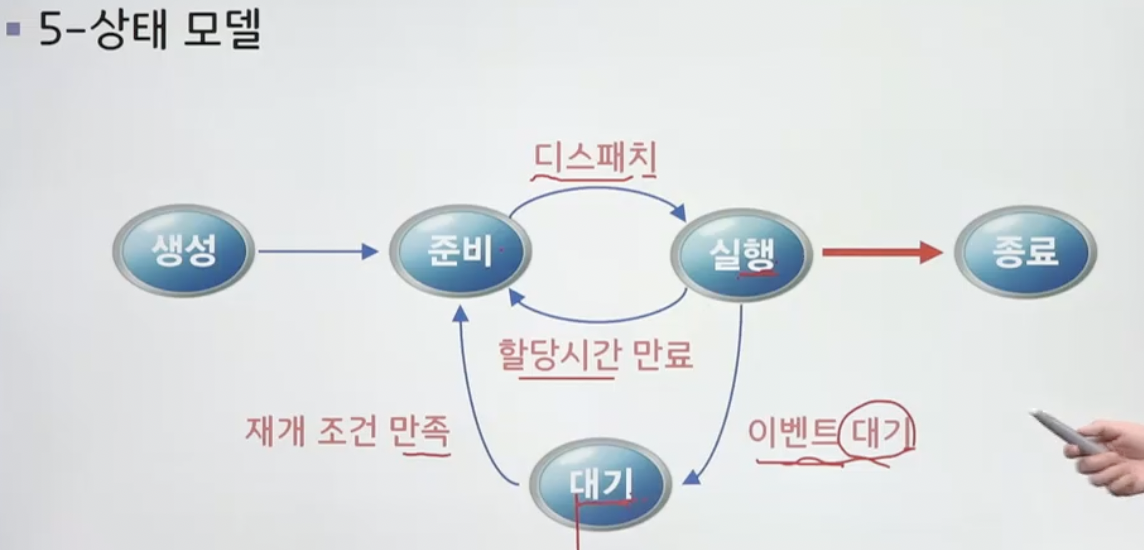 5-상태 모델
디스패치
생성
준비
실행
종료
할당시간 만료
재개 조건 만족
이벤트 대기
대기